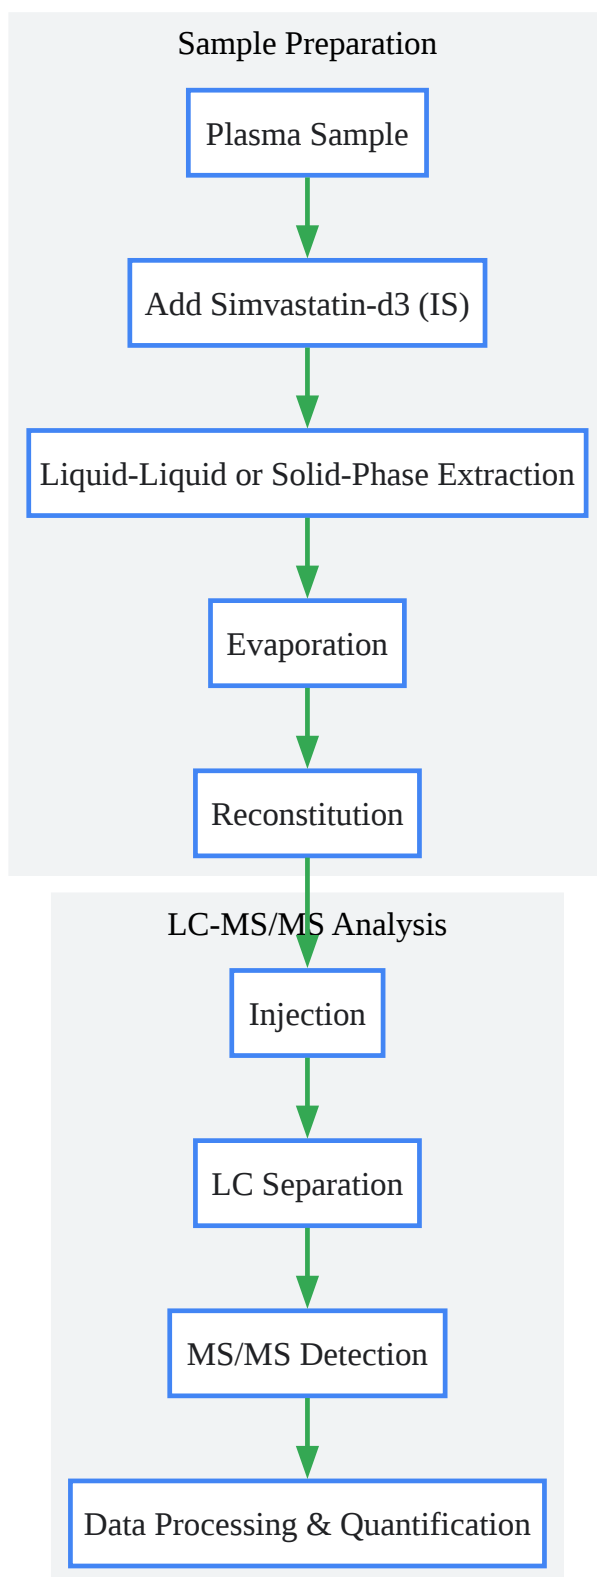 Sample Preparation
Plasma Sample
Add Simvastatin-d3 (IS)
Liquid-Liquid or Solid-Phase Extraction
Evaporation
Reconstitution
LC-MS/MS Analysis
Injection
LC Separation
MS/MS Detection
Data Processing & Quantification